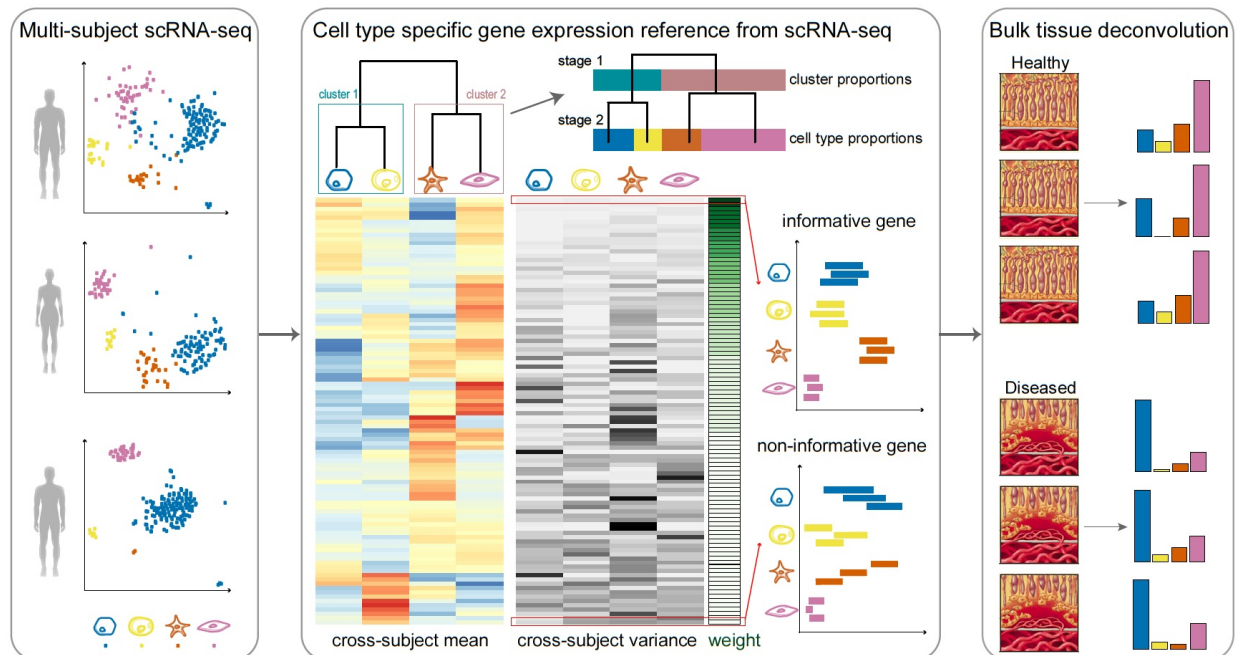 Multi-subject scRNA-seq
Cell type specific gene expression reference from scRNA-seq
cluster 1
cluster 2
stage 1
cluster proportions
stage 2
cell type proportions
informative gene
non-informative gene
cross-subject mean
cross-subject variance
weight
Bulk tissue deconvolution
Healthy
Diseased